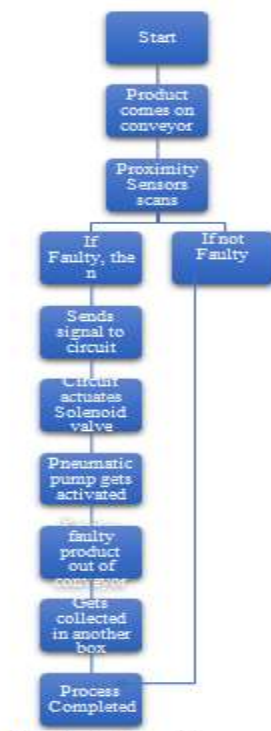 Start
Product
comes on
conveyor
Proximity
Sensors
scans
If
Faulty, the
n
If not
Faulty
Sends
signal to
circuit
Circuit
actuates
Solenoid
valve
Pneumatic
pump gets
activated
faulty
product
out of
conveyor
Gets
collected
in another
box
Process
Completed